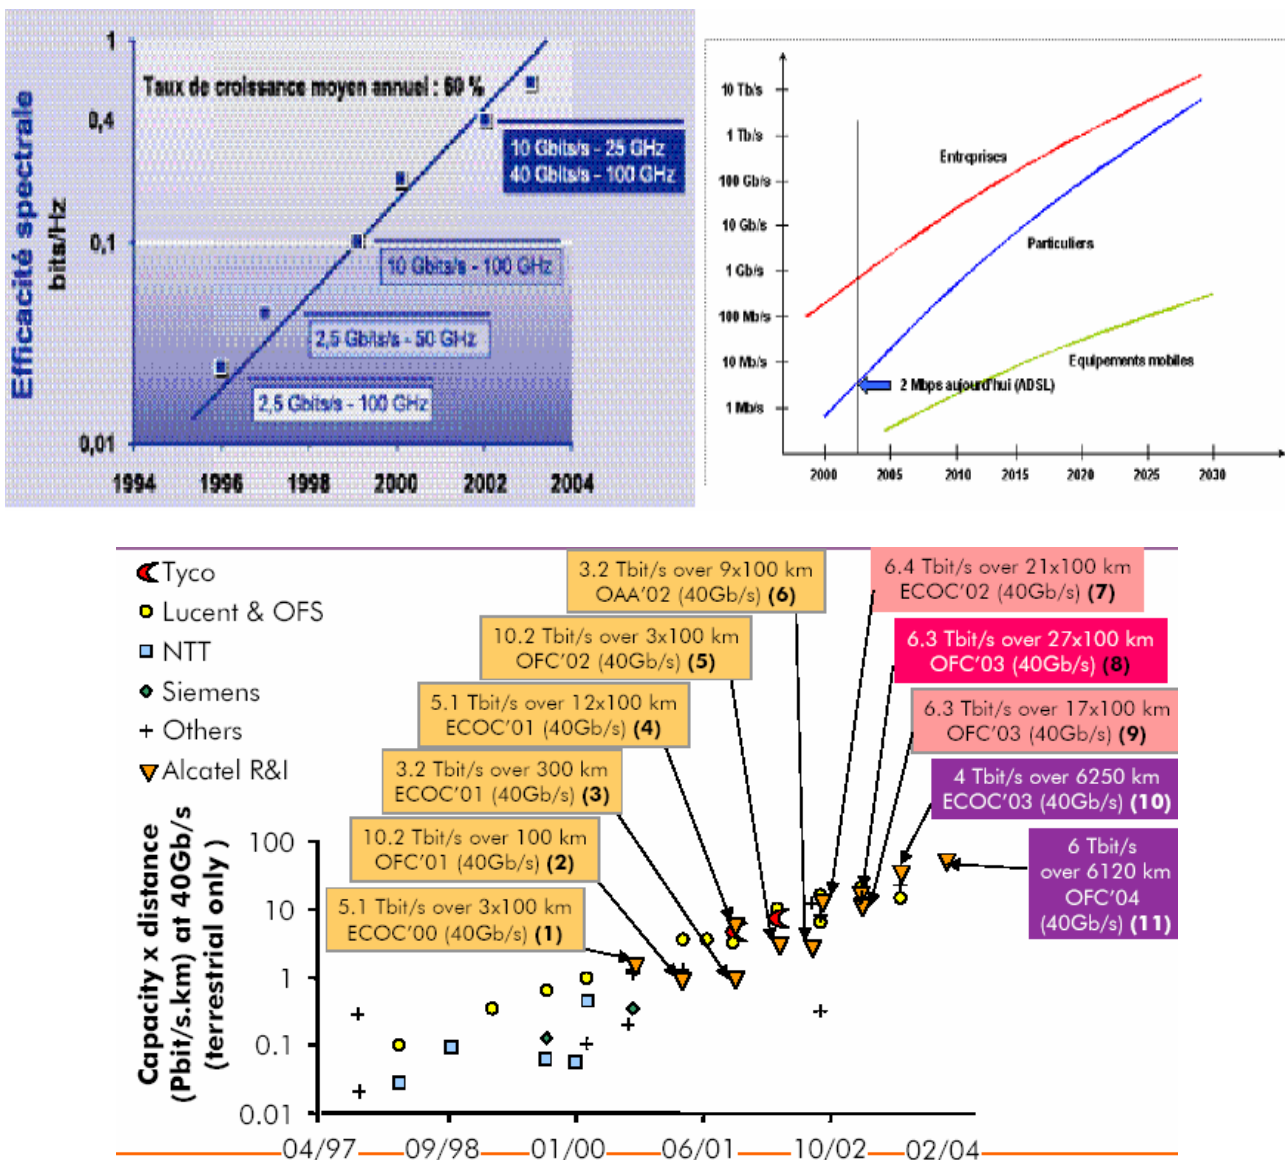 Efficacité spectrale
bits/Hz
1
0,4
0,1
0,01
Taux de croissance moyen annuel : 60 %
10 Gbits/s - 25 GHz
40 Gbits/s - 100 GHz
10 Gbits/s - 100 GHz
2,5 Gbits/s - 50 GHz
2,5 Gbits/s - 100 GHz
1994 1996 1998 2000 2002 2004
10 Tb/s
1 Tb/s
100 Gb/s
10 Gb/s
1 Gb/s
100 Mb/s
10 Mb/s
1 Mb/s
Entreprises
Particuliers
Equipements mobiles
2 Mbps aujourd'hui (ADSL)
2000 2005 2010 2015 2020 2025 2030
Tyco
Lucent & OFS
NTT
Siemens
Others
Alcatel R&I
3.2 Tbit/s over 9x100 km
OAA'02 (40Gb/s) (6)
6.4 Tbit/s over 21x100 km
ECOC'02 (40Gb/s) (7)
10.2 Tbit/s over 3x100 km
OFC'02 (40Gb/s) (5)
6.3 Tbit/s over 27x100 km
OFC'03 (40Gb/s) (8)
5.1 Tbit/s over 12x100 km
ECOC'01 (40Gb/s) (4)
6.3 Tbit/s over 17x100 km
OFC'03 (40Gb/s) (9)
3.2 Tbit/s over 300 km
ECOC'01 (40Gb/s) (3)
4 Tbit/s over 6250 km
ECOC'03 (40Gb/s) (10)
10.2 Tbit/s over 100 km
OFC'01 (40Gb/s) (2)
6 Tbit/s
over 6120 km
OFC'04
(40Gb/s) (11)
5.1 Tbit/s over 3x100 km
ECOC'00 (40Gb/s) (1)
Capacity x distance
(Pbit/s.km) at 40Gb/s
(terrestrial only )
100
10
1
0.1
0.01
04/97 09/98 01/00 06/01 10/02 02/04